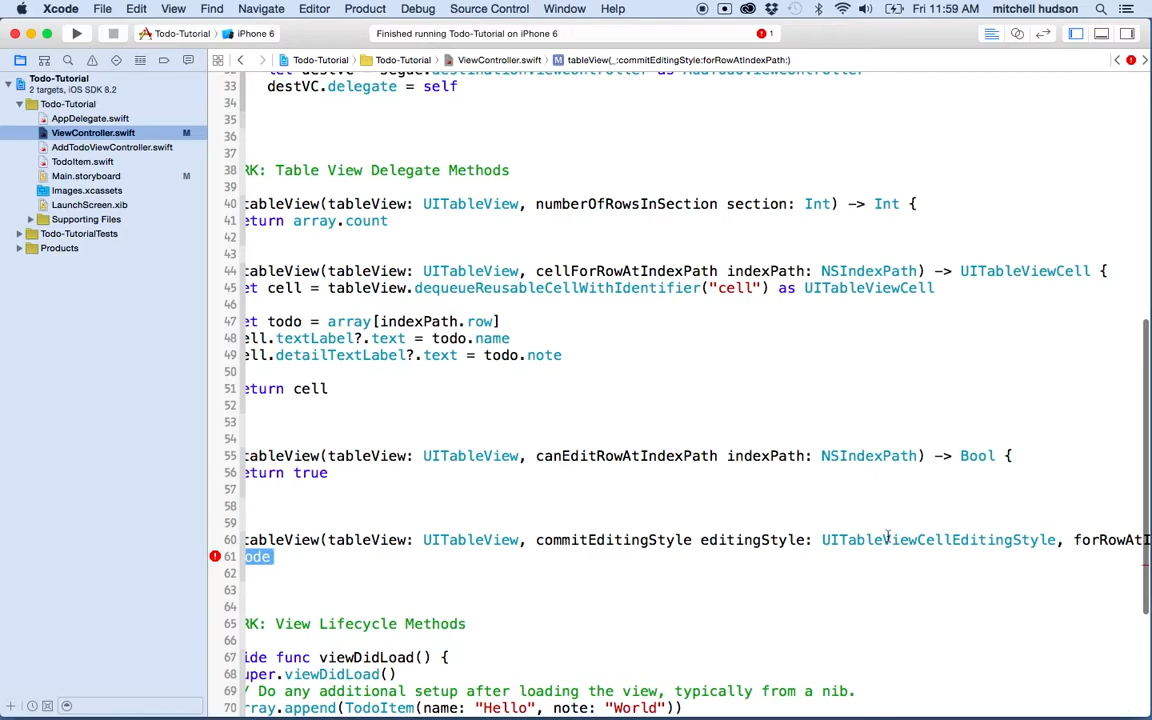 Xcode File Edit View Find Navigate Editor Product Debug Source Control Window Help Fri 11:59 AM mitchell hudson
Todo-Tutorial iPhone 6 Finished running Todo-Tutorial on iPhone 6 1
Todo-Tutorial Todo-Tutorial ViewController.swift M tableView(_:commitEditingStyle:forRowAtIndexPath:)
Todo-Tutorial
2 targets, iOS SDK 8.2
Todo-Tutorial
AppDelegate.swift
ViewController.swift M
AddTodoViewController.swift
TodoItem.swift
Main.storyboard M
Images.xcassets
LaunchScreen.xib
Supporting Files
Todo-TutorialTests
Products
let destVC = segue.destinationViewController as AddTodoViewController
33 destVC.delegate = self
34
35
36
37
38 RK: Table View Delegate Methods
39
40 tableView(tableView: UITableView, numberOfRowsInSection section: Int) -> Int {
41 eturn array.count
42
43
44 tableView(tableView: UITableView, cellForRowAtIndexPath indexPath: NSIndexPath) -> UITableViewCell {
45 et cell = tableView.dequeueReusableCellWithIdentifier("cell") as UITableViewCell
46
47 et todo = array[indexPath.row]
48 ell.textLabel?.text = todo.name
49 ell.detailTextLabel?.text = todo.note
50
51 eturn cell
52
53
54
55 tableView(tableView: UITableView, canEditRowAtIndexPath indexPath: NSIndexPath) -> Bool {
56 eturn true
57
58
59
60 tableView(tableView: UITableView, commitEditingStyle editingStyle: UITableViewCellEditingStyle, forRowAtI
61 ode
62
63
64
65 RK: View Lifecycle Methods
66
67 ide func viewDidLoad() {
68 uper.viewDidLoad()
69 / Do any additional setup after loading the view, typically from a nib.
70 rray.append(TodoItem(name: "Hello", note: "World"))